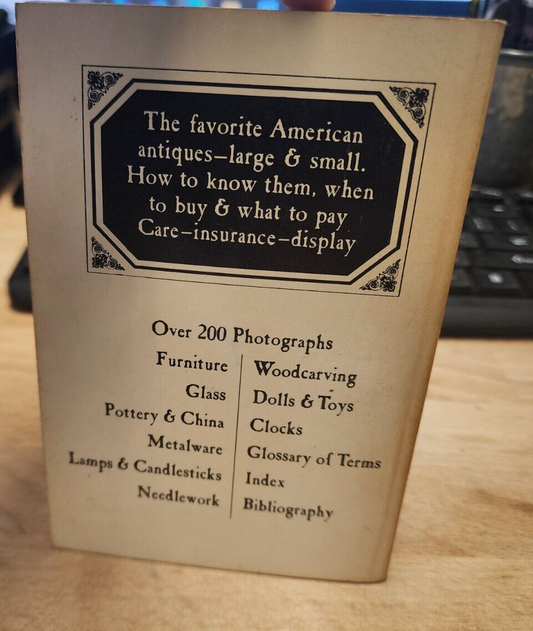 The favorite American
antiques—large & small.
How to know them, when
to buy & what to pay
Care—insurance—display
Over 200 Photographs
Furniture
Glass
Pottery & China
Metalware
Lamps & Candlesticks
Needlework
Woodcarving
Dolls & Toys
Clocks
Glossary of Terms
Index
Bibliography